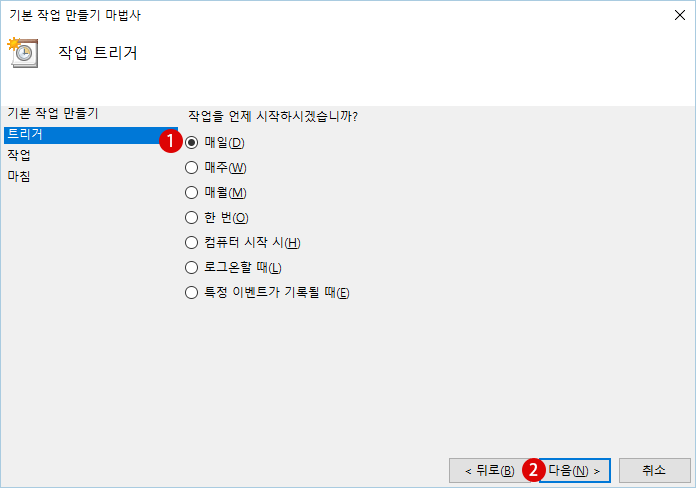 기본 작업 만들기 마법사
작업 트리거
기본 작업 만들기
트리거
작업
마침
작업을 언제 시작하시겠습니까?
1 매일(D)
매주(W)
매월(M)
한 번(O)
컴퓨터 시작 시(H)
로그온할 때(L)
특정 이벤트가 기록될 때(E)
< 뒤로(B) 2 다음(N) > 취소